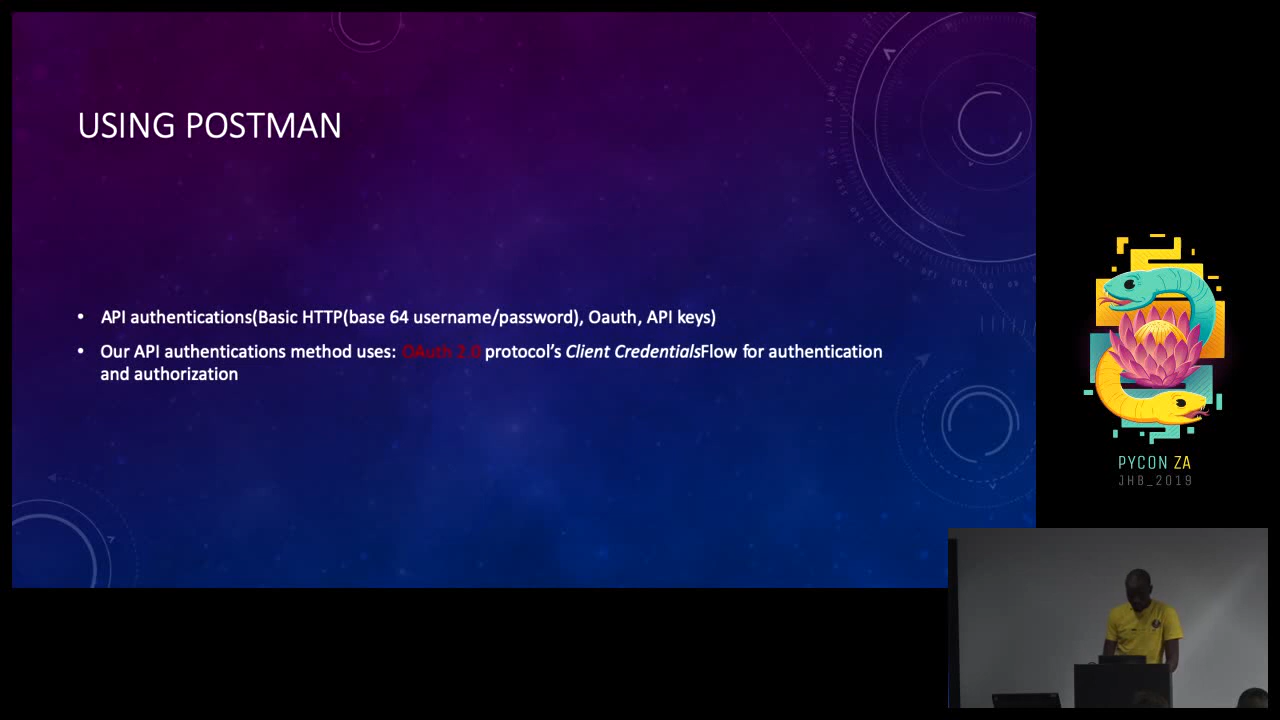 USING POSTMAN
• API authentications(Basic HTTP(base 64 username/password), Oauth, API keys)
• Our API authentications method uses: OAuth 2.0 protocol's Client CredentialsFlow for authentication
and authorization
PYCON ZA
JHB_2019